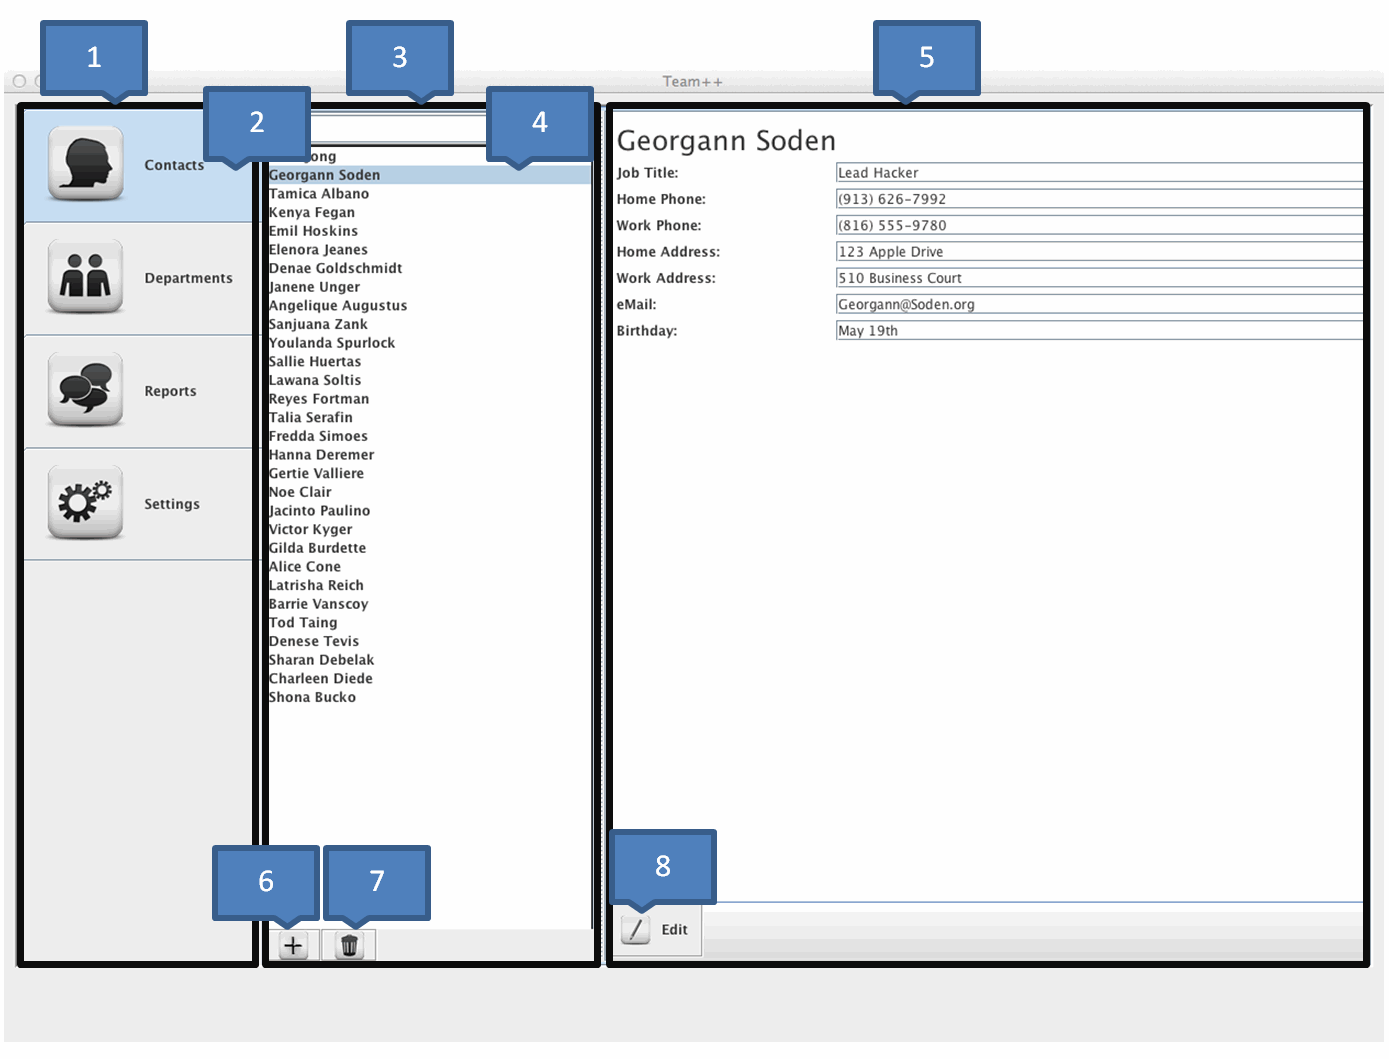 1
3
5
Team++
2
4
Contacts
Departments
Reports
Settings
ong
Georgann Soden
Tamica Albano
Kenya Fegan
Emil Hoskins
Elenora Jeanes
Denae Goldschmidt
Janene Unger
Angelique Augustus
Sanjuana Zank
Youlanda Spurlock
Sallie Huertas
Lawana Soltis
Reyes Fortman
Talia Serafin
Fredda Simoes
Hanna Deremer
Gertie Valliere
Noe Clair
Jacinto Paulino
Victor Kyger
Gilda Burdette
Alice Cone
Latrisha Reich
Barrie Vanscoy
Tod Taing
Denese Tevis
Sharan Debelak
Charleen Diede
Shona Bucko
6
7
Georgann Soden
Job Title: Lead Hacker
Home Phone: (913) 626-7992
Work Phone: (816) 555-9780
Home Address: 123 Apple Drive
Work Address: 510 Business Court
eMail: Georgann@Soden.org
Birthday: May 19th
8
Edit